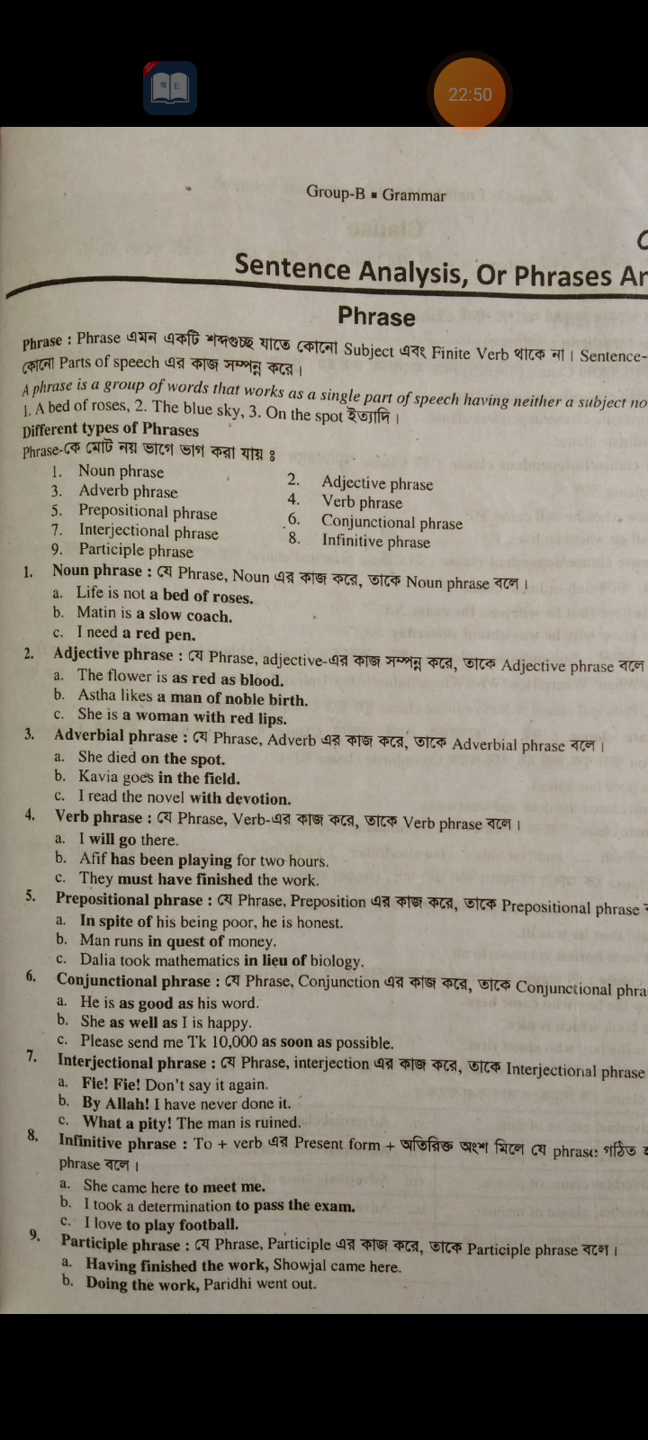 22:50
Group-B ▪ Grammar
Sentence Analysis, Or Phrases
Phrase
Phrase : Phrase এমন একটি শব্দগুচ্ছ যাতে কোনো Subject এবং Finite Verb থাকে না। Sentence-
কোনো Parts of speech এর কাজ সম্পন্ন করে।
A phrase is a group of words that works as a single part of speech having neither a subject
1. A bed of roses, 2. The blue sky, 3. On the spot ইত্যাদি।
Different types of Phrases
Phrase-কে মোট নয় ভাগে ভাগ করা যায় ঃ
1. Noun phrase 2. Adjective phrase
3. Adverb phrase 4. Verb phrase
5. Prepositional phrase 6. Conjunctional phrase
7. Interjectional phrase 8. Infinitive phrase
9. Participle phrase
1. Noun phrase : যে Phrase, Noun এর কাজ করে, তাকে Noun phrase বলে।
a. Life is not a bed of roses.
b. Matin is a slow coach.
c. I need a red pen.
2. Adjective phrase : যে Phrase, adjective-এর কাজ সম্পন্ন করে, তাকে Adjective phrase বলে
a. The flower is as red as blood.
b. Astha likes a man of noble birth.
c. She is a woman with red lips.
3. Adverbial phrase : যে Phrase, Adverb এর কাজ করে, তাকে Adverbial phrase বলে।
a. She died on the spot.
b. Kavia goes in the field.
c. I read the novel with devotion.
4. Verb phrase : যে Phrase, Verb-এর কাজ করে, তাকে Verb phrase বলে।
a. I will go there.
b. Afif has been playing for two hours.
c. They must have finished the work.
5. Prepositional phrase : যে Phrase, Preposition এর কাজ করে, তাকে Prepositional phrase
a. In spite of his being poor, he is honest.
b. Man runs in quest of money.
c. Dalia took mathematics in lieu of biology.
6. Conjunctional phrase : যে Phrase, Conjunction এর কাজ করে, তাকে Conjunctional
a. He is as good as his word.
b. She as well as I is happy.
c. Please send me Tk 10,000 as soon as possible.
7. Interjectional phrase : যে Phrase, interjection এর কাজ করে, তাকে Interjectional phrase
a. Fie! Fie! Don't say it again.
b. By Allah! I have never done it.
c. What a pity! The man is ruined.
8. Infinitive phrase : To + verb এর Present form + অতিরিক্ত অংশ মিলে যে phrase গঠিত
phrase বলে।
a. She came here to meet me.
b. I took a determination to pass the exam.
c. I love to play football.
9. Participle phrase : যে Phrase, Participle এর কাজ করে, তাকে Participle phrase বলে।
a. Having finished the work, Showjal came here.
b. Doing the work, Paridhi went out.